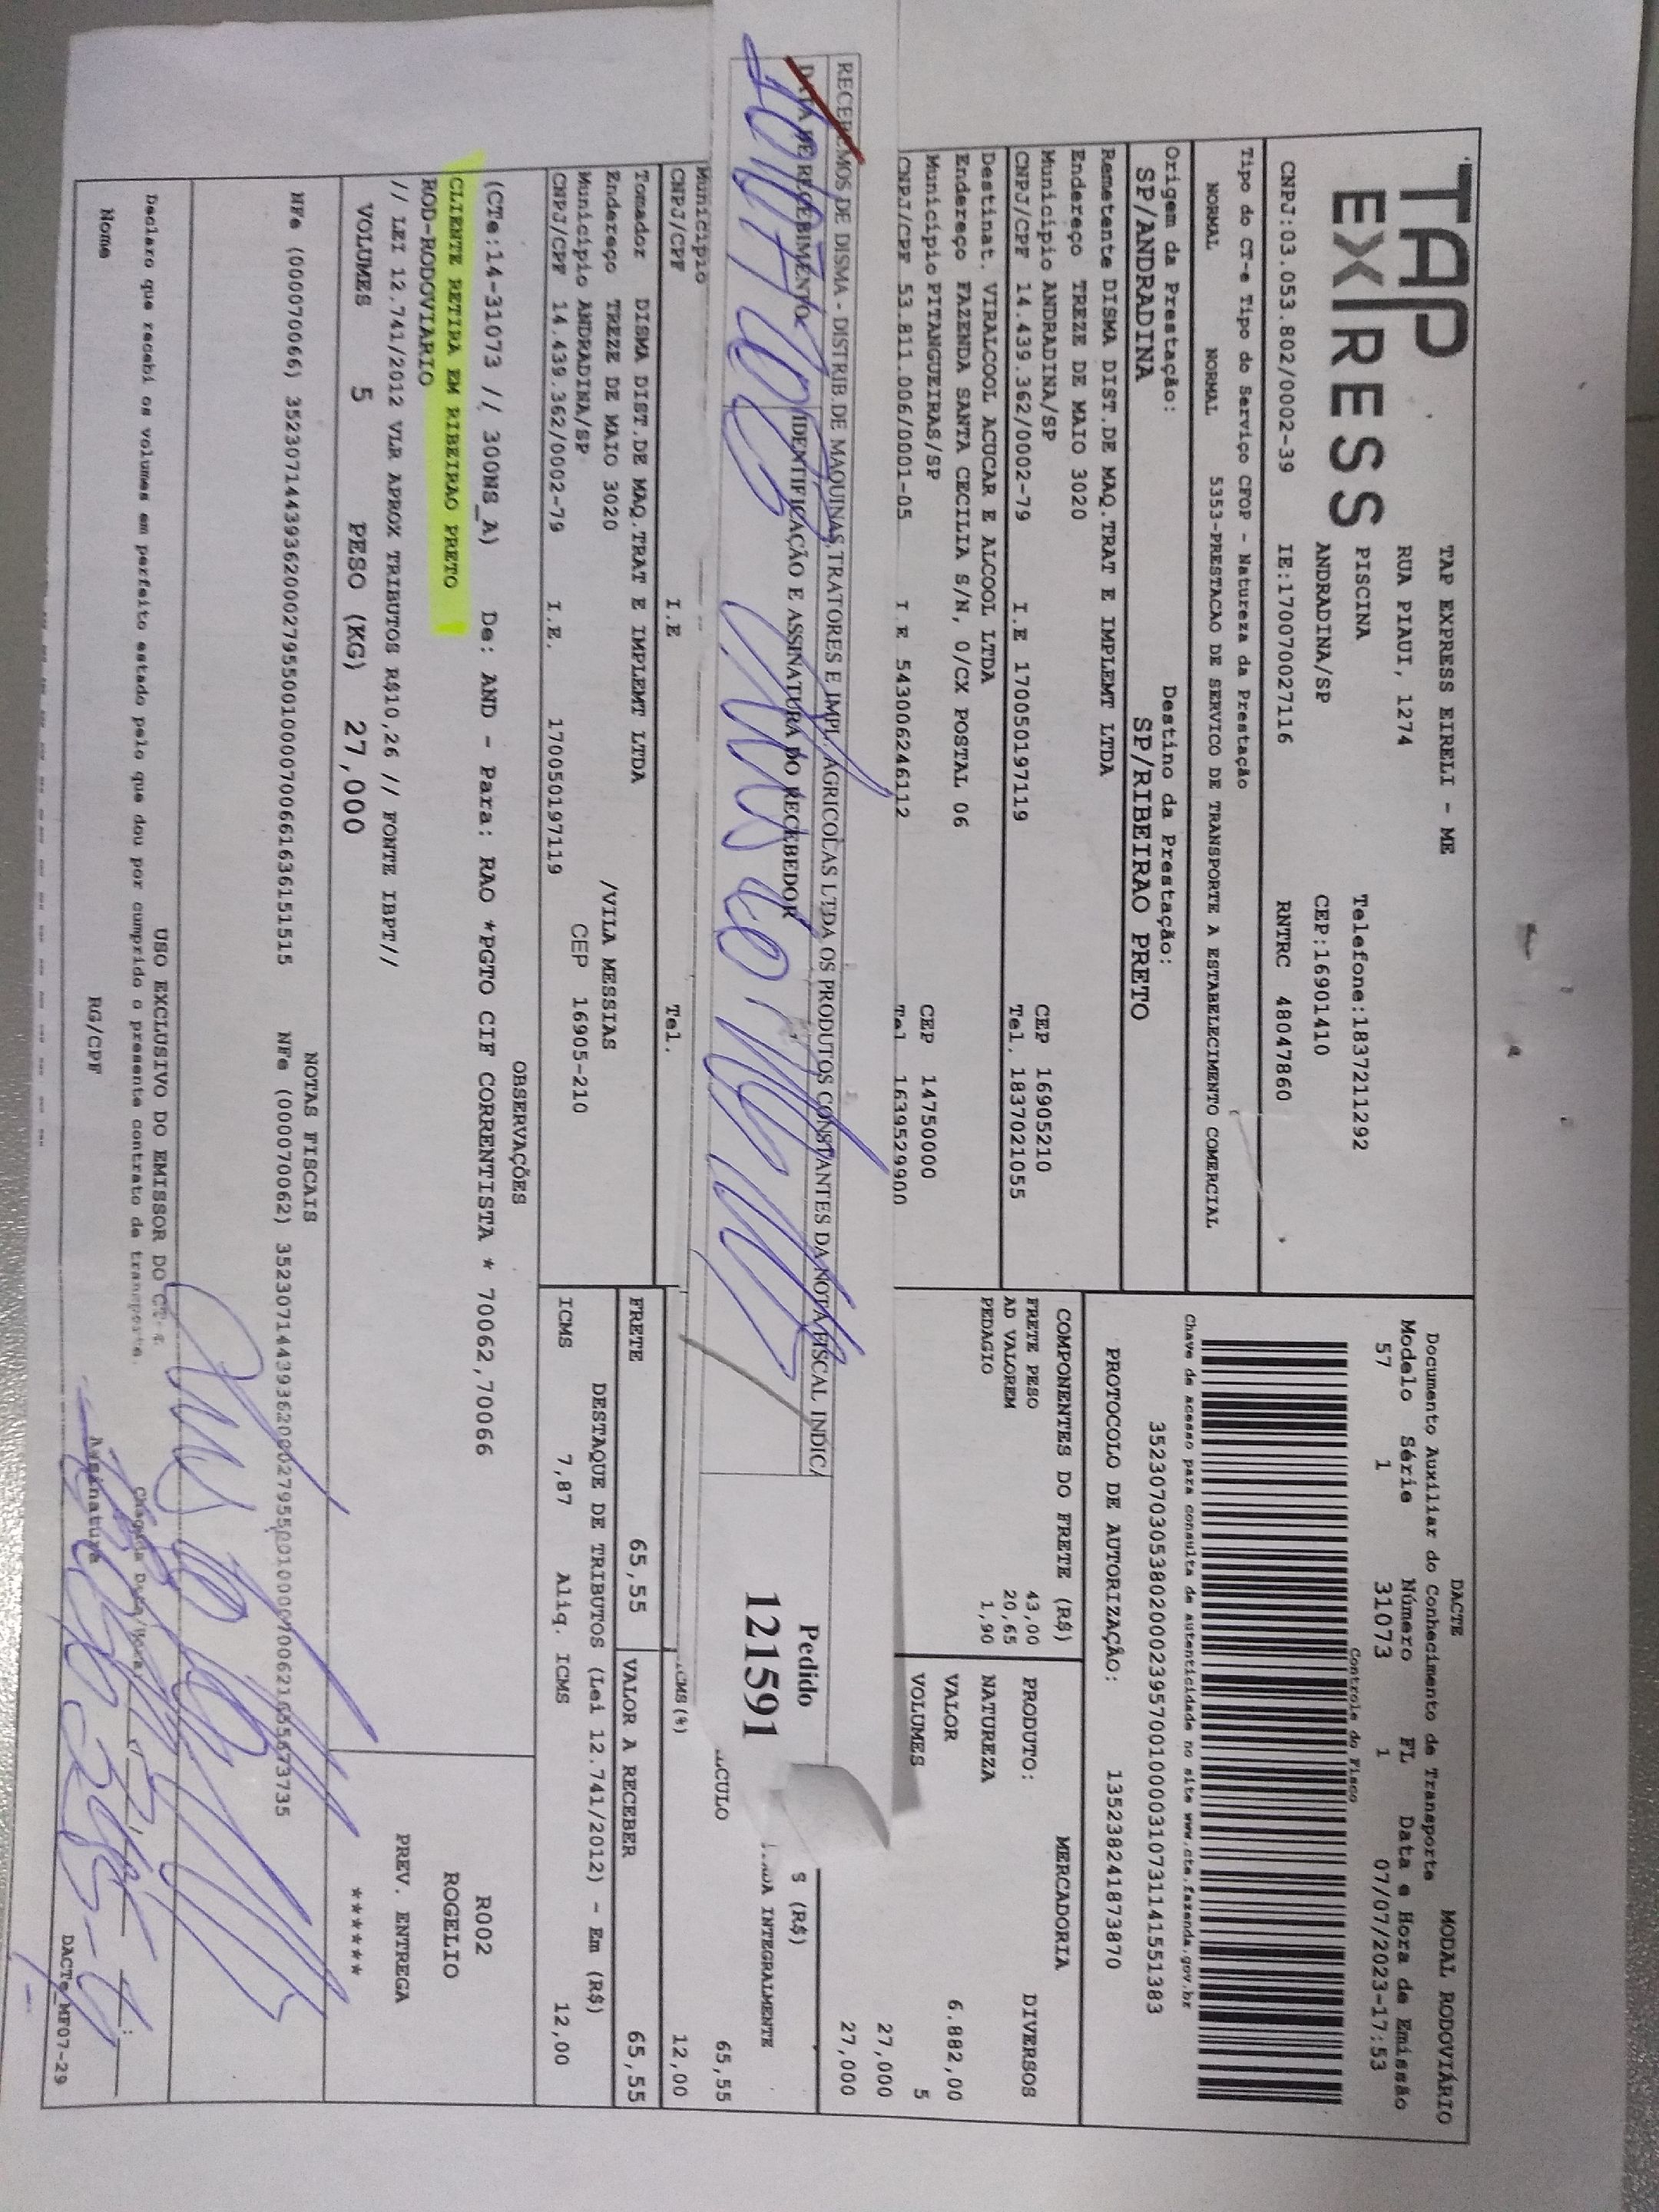 TAP
EXPRESS
TAP EXPRESS EIRELI - ME
RUA PIAUI, 1274
PISCINA
Telefone:1837211292
ANDRADINA/SP
CEP:16901410
CNPJ:03.053.802/0002-39
IE:170070027116
RNTRC 48047860
DACTE
MODAL RODOVIÁRIO
Documento Auxiliar do Conhecimento de Transporte
Modelo Série Número FL Data e Hora de Emissão
57 1 31073 1 07/07/2023-17:53
Controle do Fisco
Tipo do CT-e Tipo do Serviço CFOP - Natureza da Prestação
NORMAL NORMAL 5353-PRESTACAO DE SERVICO DE TRANSPORTE A ESTABELECIMENTO COMERCIAL
Chave de acesso para consulta de autenticidade no site www.cte.fazenda.gov.br
35230703053802000239570010000310731141551383
Origem da Prestação:
SP/ANDRADINA
Destino da Prestação:
SP/RIBEIRAO PRETO
PROTOCOLO DE AUTORIZAÇÃO: 135238241873870
Remetente DISMA DIST.DE MAQ.TRAT E IMPLEMT LTDA
Endereço TREZE DE MAIO 3020
Município ANDRADINA/SP
CEP 16905210
CNPJ/CPF 14.439.362/0002-79 I.E 170050197119 Tel. 1837021055
Destinat. VIRALCOOL ACUCAR E ALCOOL LTDA
Endereço FAZENDA SANTA CECILIA S/N, 0/CX POSTAL 06
Município PITANGUEIRAS/SP
CEP 14750000
CNPJ/CPF 53.811.006/0001-05 I.E 543006246112 Tel 1639529900
COMPONENTES DO FRETE (R$)
FRETE PESO 43,00
AD VALOREM 20,65
PEDAGIO 1,90
MERCADORIA
PRODUTO: DIVERSOS
NATUREZA
VALOR 6.882,00
VOLUMES 5
27,000
27,000
RECEBEMOS DE DISMA - DISTRIB.DE MAQUINAS,TRATORES E IMPL. AGRICOLAS LTDA OS PRODUTOS CONSTANTES DA NOTA FISCAL INDICA
DATA DE RECEBIMENTO
IDENTIFICAÇÃO E ASSINATURA DO RECEBEDOR
Pedido
121591
S (R$)
INTEGRALMENTE
CULO 65,55
Município
CNPJ/CPF I.E Tel.
ICMS(%) 12,00
Tomador DISMA DIST.DE MAQ.TRAT E IMPLEMT LTDA
Endereço TREZE DE MAIO 3020 /VILA MESSIAS
Município ANDRADINA/SP CEP 16905-210
CNPJ/CPF 14.439.362/0002-79 I.E. 170050197119
FRETE 65,55 VALOR A RECEBER 65,55
DESTAQUE DE TRIBUTOS (Lei 12.741/2012) - Em (R$)
ICMS 7,87 Aliq. ICMS 12,00
OBSERVAÇÕES
(CTe:14-31073 // 300NS_A) De: AND - Para: RAO *PGTO CIF CORRENTISTA * 70062,70066
CLIENTE RETIRA EM RIBEIRAO PRETO
ROD-RODOVIARIO
// LEI 12.741/2012 VLR APROX TRIBUTOS R$10,26 // FONTE IBPT//
VOLUMES 5 PESO (KG) 27,000
R002
ROGELIO
PREV. ENTREGA
******
NOTAS FISCAIS
NFe (000070066) 35230714439362000279550010000700661636151515 NFe (000070062)
USO EXCLUSIVO DO EMISSOR DO CT-e
Declaro que recebi os volumes em perfeito estado pelo que dou por cumprido o presente contrato de transporte.
Nome RG/CPF Assinatura
DACTe_MF07-29